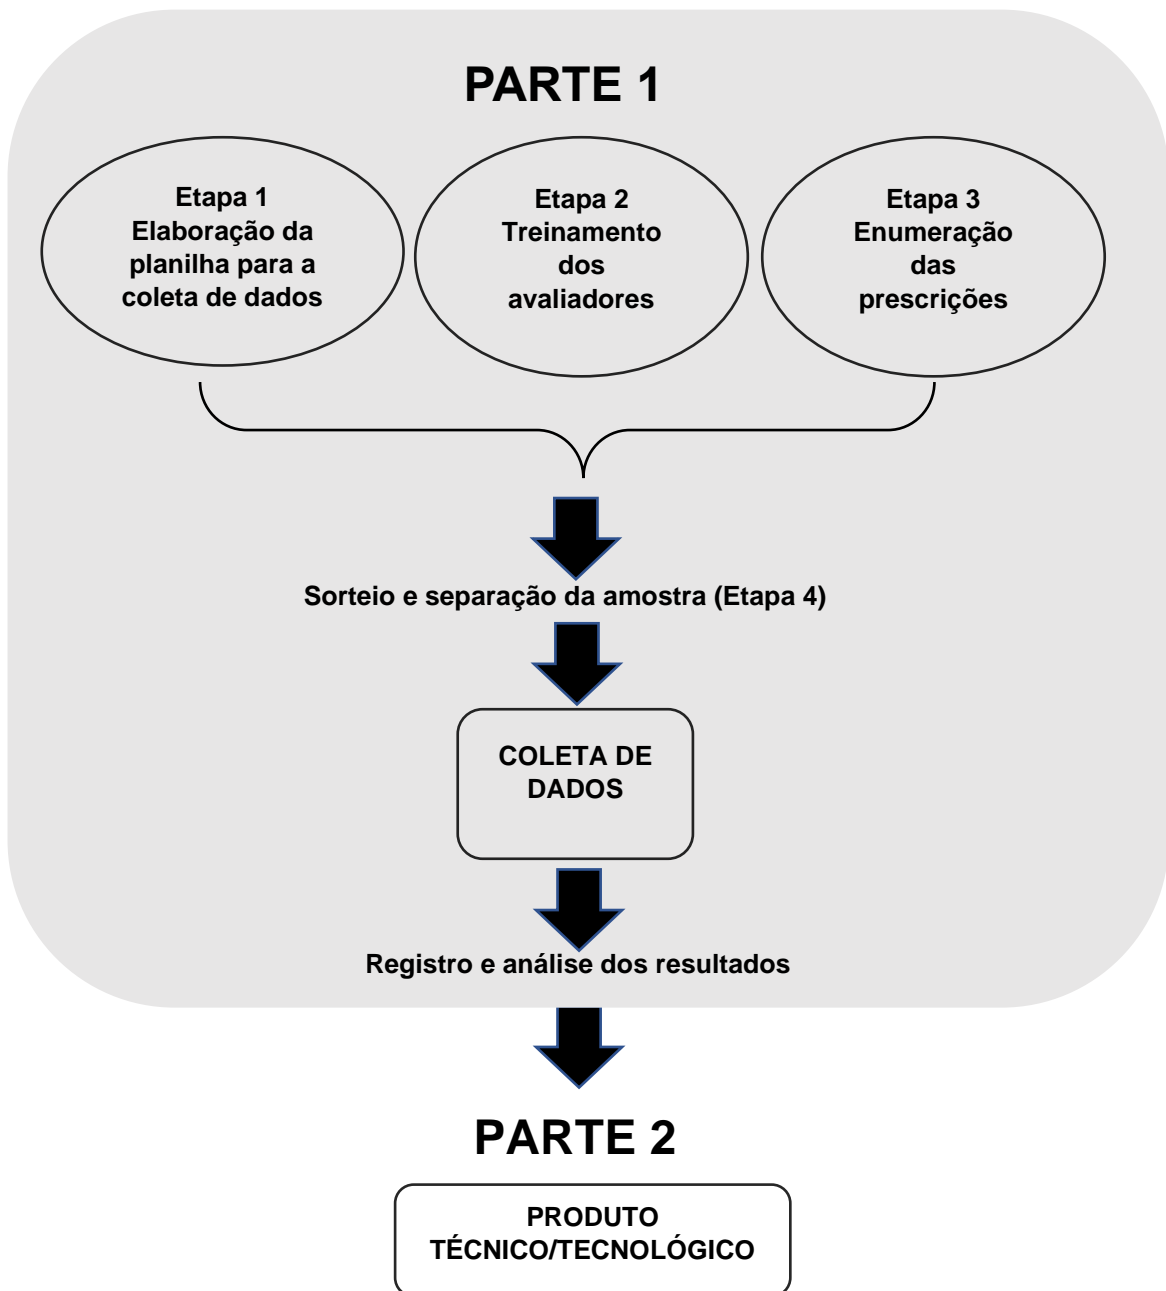 PARTE 1
Etapa 1
Elaboração da
planilha para a
coleta de dados
Etapa 2
Treinamento
dos
avaliadores
Etapa 3
Enumeração
das
prescrições
Sorteio e separação da amostra (Etapa 4)
COLETA DE
DADOS
Registro e análise dos resultados
PARTE 2
PRODUTO
TÉCNICO/TECNOLÓGICO